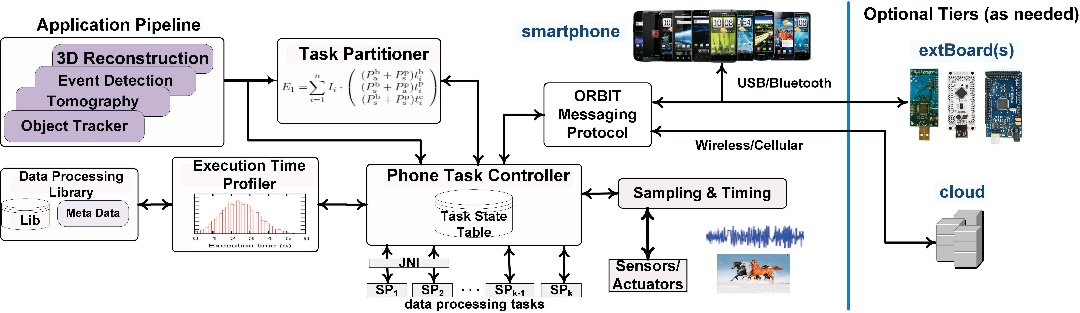 Application Pipeline
3D Reconstruction
Event Detection
Tomography
Object Tracker
Task Partitioner
smartphone
USB/Bluetooth
Optional Tiers (as needed)
extBoard(s)
ORBIT
Messaging
Protocol
Wireless/Cellular
cloud
Data Processing
Library
Lib
Meta Data
Execution Time
Profiler
Execution time (s)
Phone Task Controller
Task State
Table
Sampling & Timing
Sensors/
Actuators
JNI
SP1 SP2 · · · SPk-1 SPk
data processing tasks